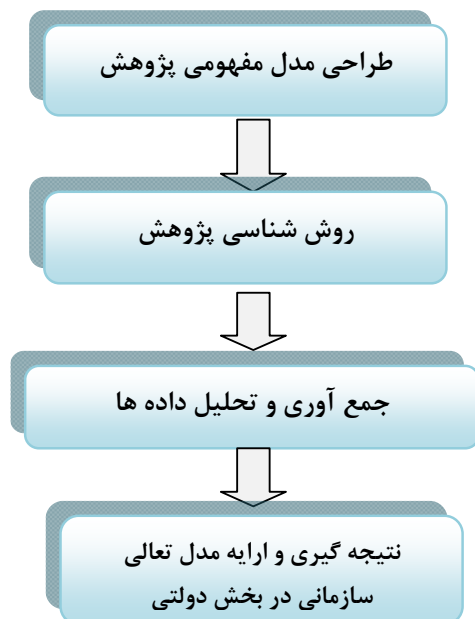 طراحی مدل مفهومی پژوهش
روش شناسی پژوهش
جمع آوری و تحلیل داده ها
نتیجه گیری و ارایه مدل تعالی
سازمانی در بخش دولتی